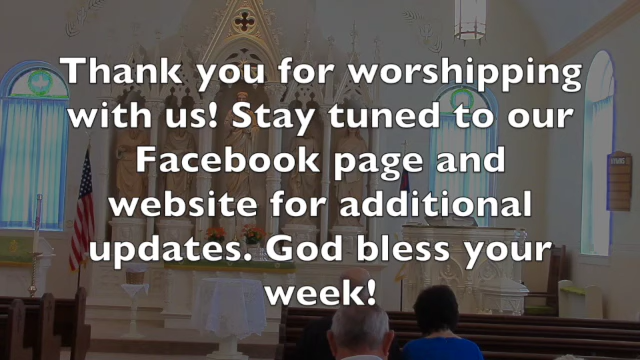 Thank you for worshipping
with us! Stay tuned to our
Facebook page and
website for additional
updates. God bless your
week!